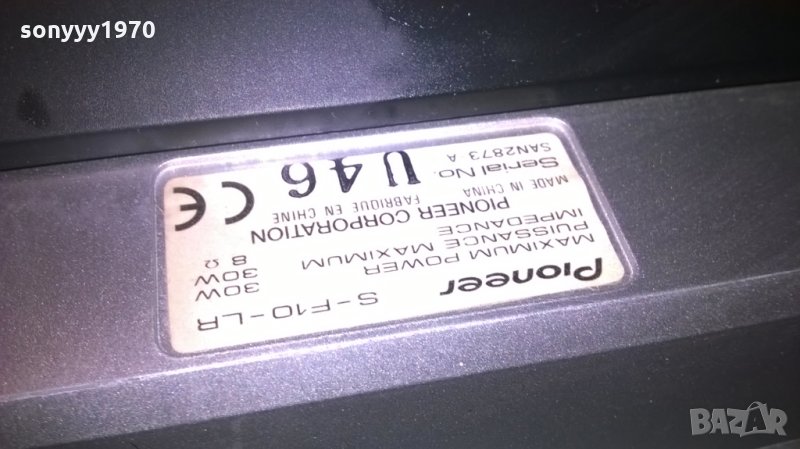 sonyyy1970
Pioneer S-F10-LR
MAXIMUM POWER 30W
PUISSANCE MAXIMUM 30W
IMPEDANCE 8 Ω
PIONEER CORPORATION
MADE IN CHINA
FABRIQUE EN CHINE
Serial No. U46
SAN2873 A
CE
BAZAR